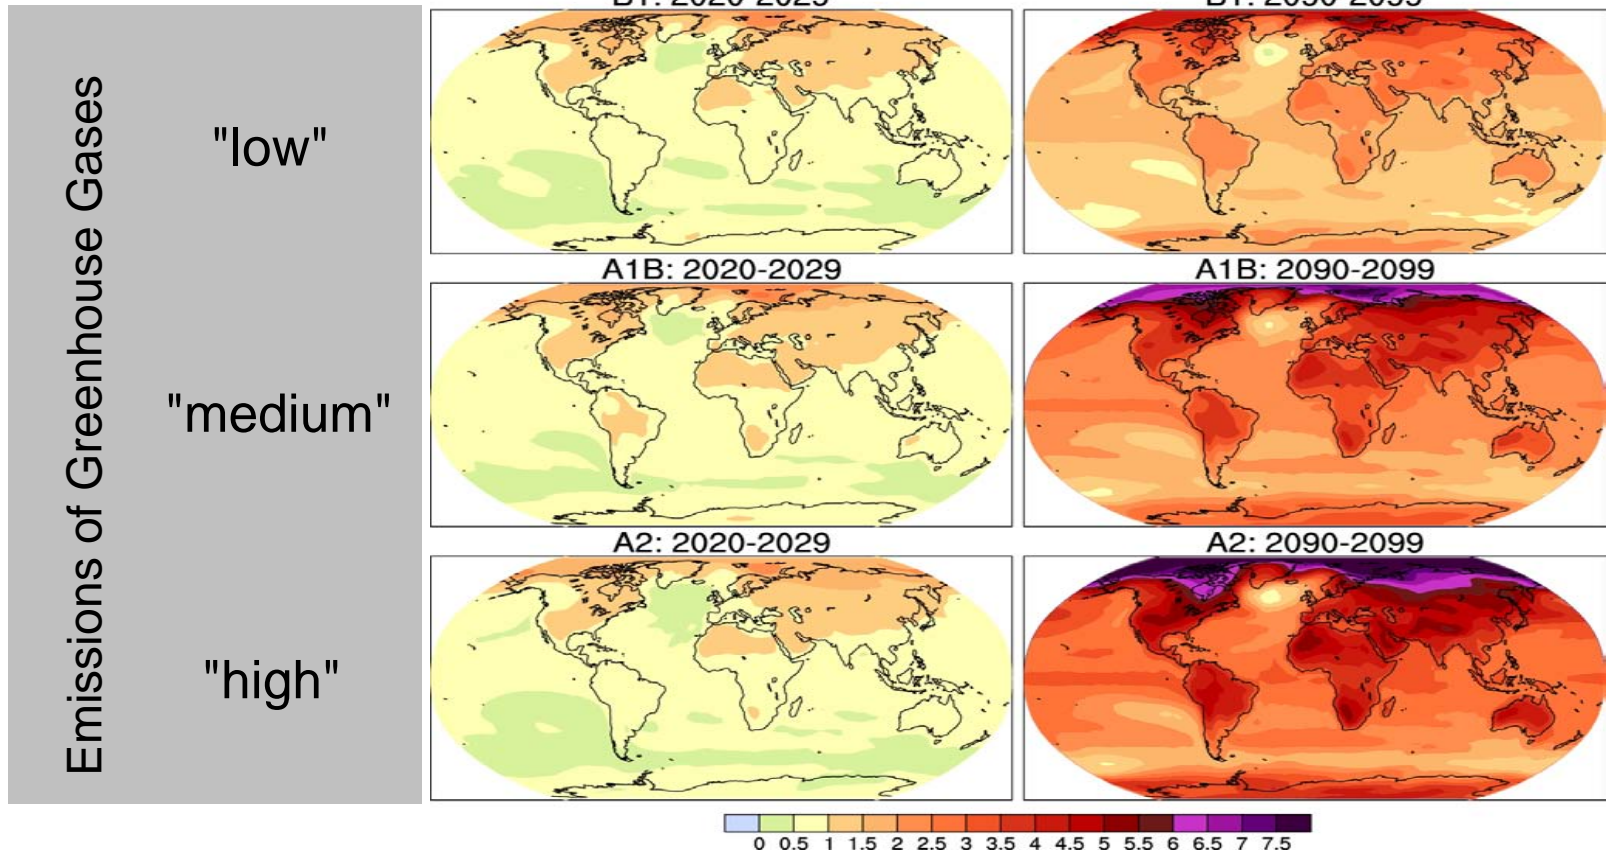 Emissions of Greenhouse Gases
"low"
"medium"
"high"
A1B: 2020-2029
A1B: 2090-2099
A2: 2020-2029
A2: 2090-2099
0 0.5 1 1.5 2 2.5 3 3.5 4 4.5 5 5.5 6 6.5 7 7.5